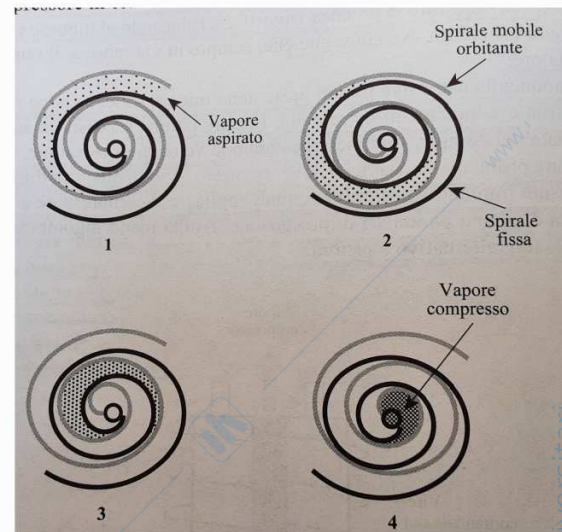 Spirale mobile
orbitante
Vapore
aspirato
1
2
Spirale
fissa
Vapore
compresso
3
4